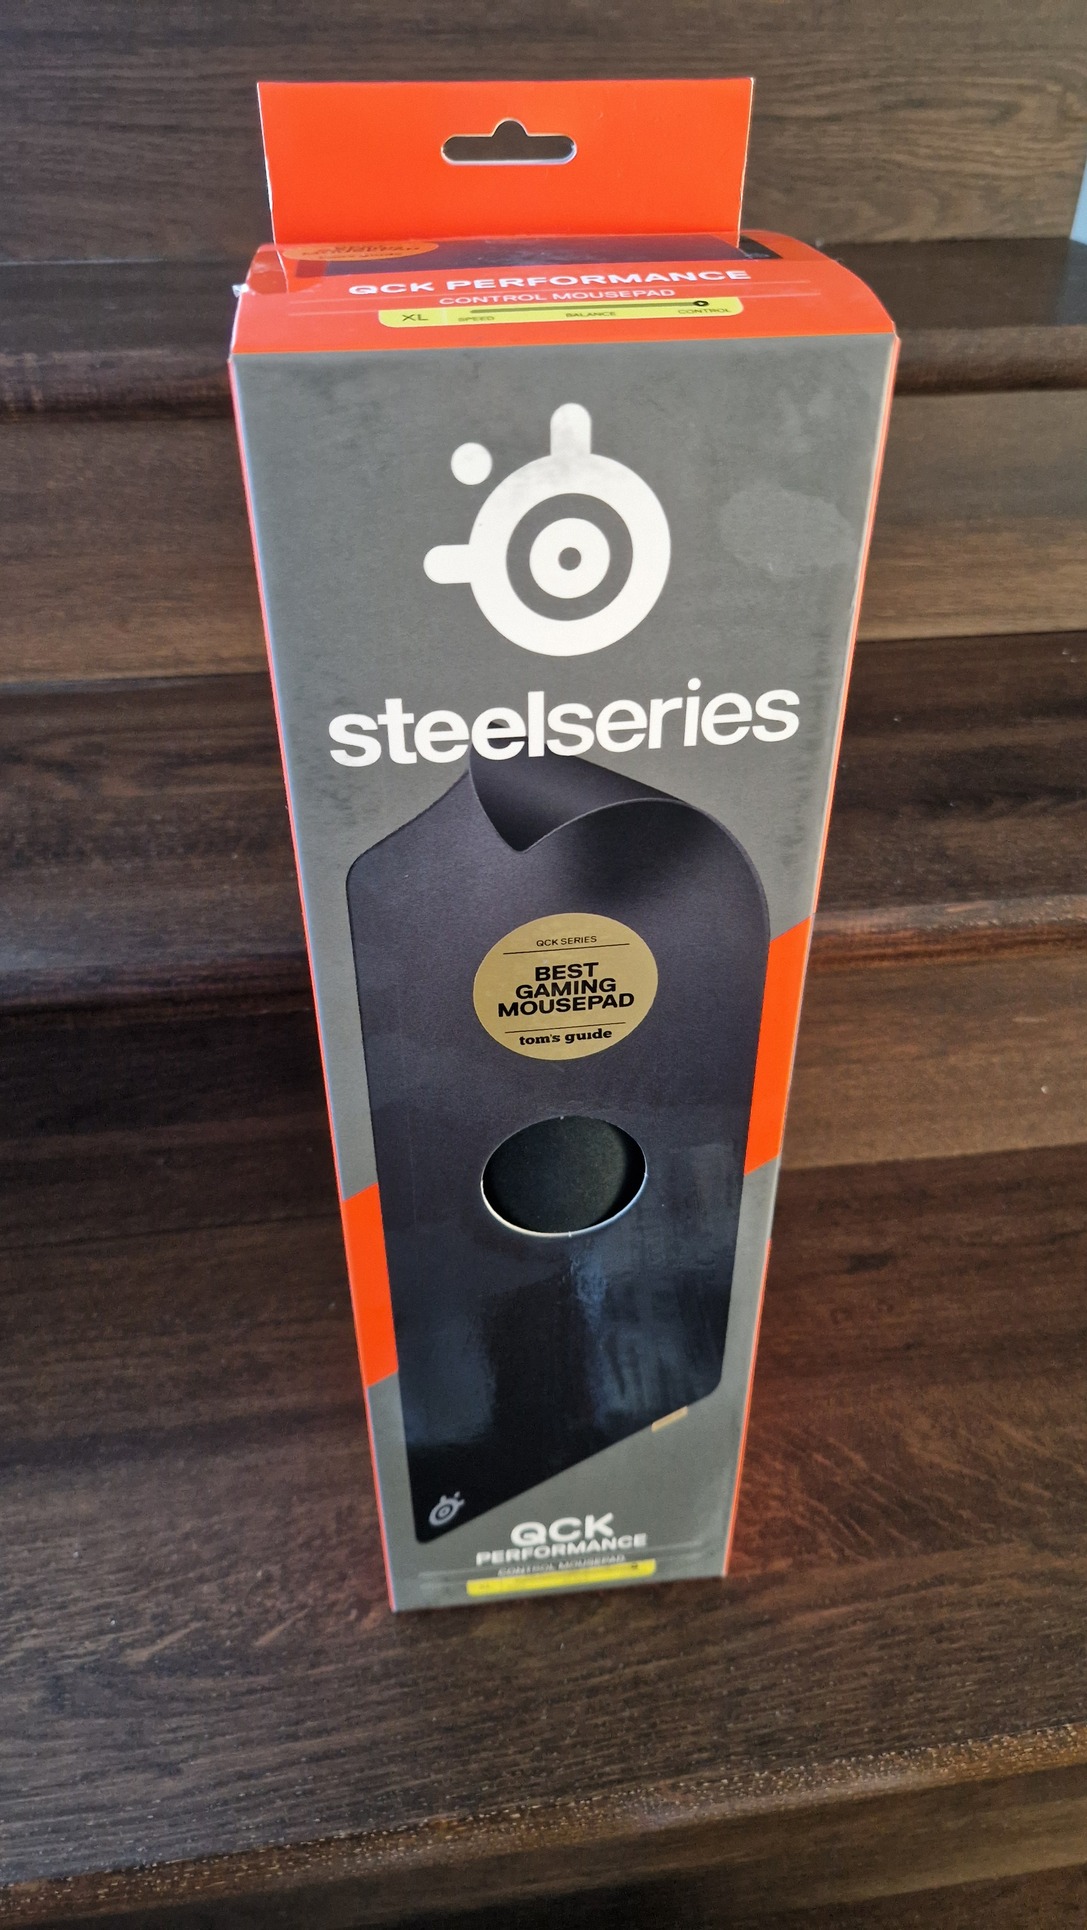 QCK PERFORMANCE
CONTROL MOUSEPAD
XL SPEED BALANCE CONTROL
steelseries
QCK SERIES
BEST
GAMING
MOUSEPAD
tom's guide
QCK
PERFORMANCE
CONTROL MOUSEPAD